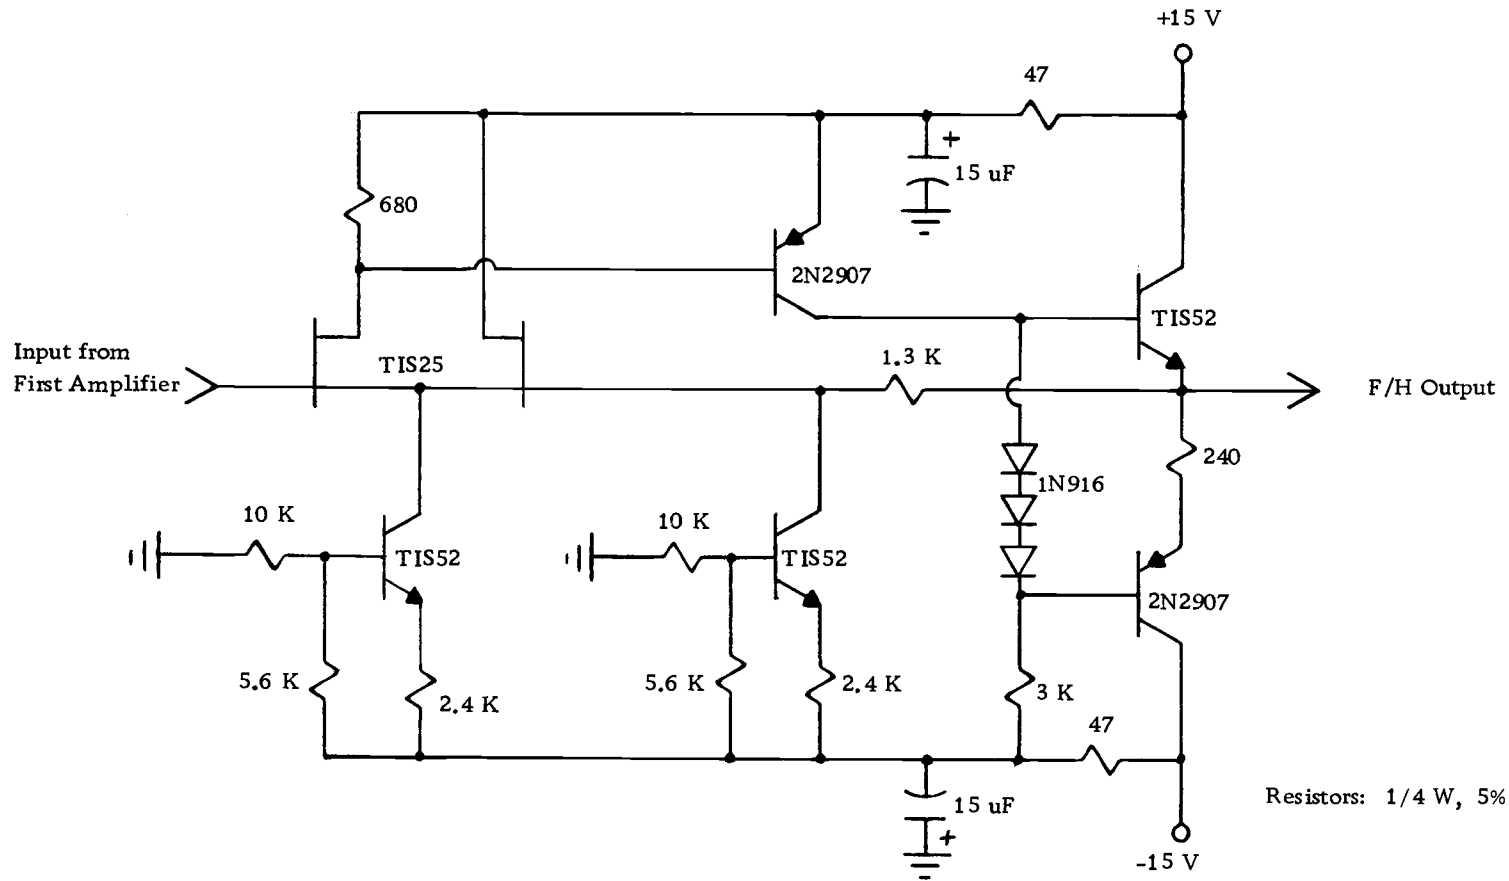 +15 V
47
+
15 uF
680
2N2907
TIS52
Input from
First Amplifier
TIS25
1.3 K
F/H Output
240
1N916
10 K
TIS52
10 K
TIS52
2N2907
5.6 K
2.4 K
5.6 K
2.4 K
3 K
47
15 uF
+
Resistors: 1/4 W, 5%
-15 V